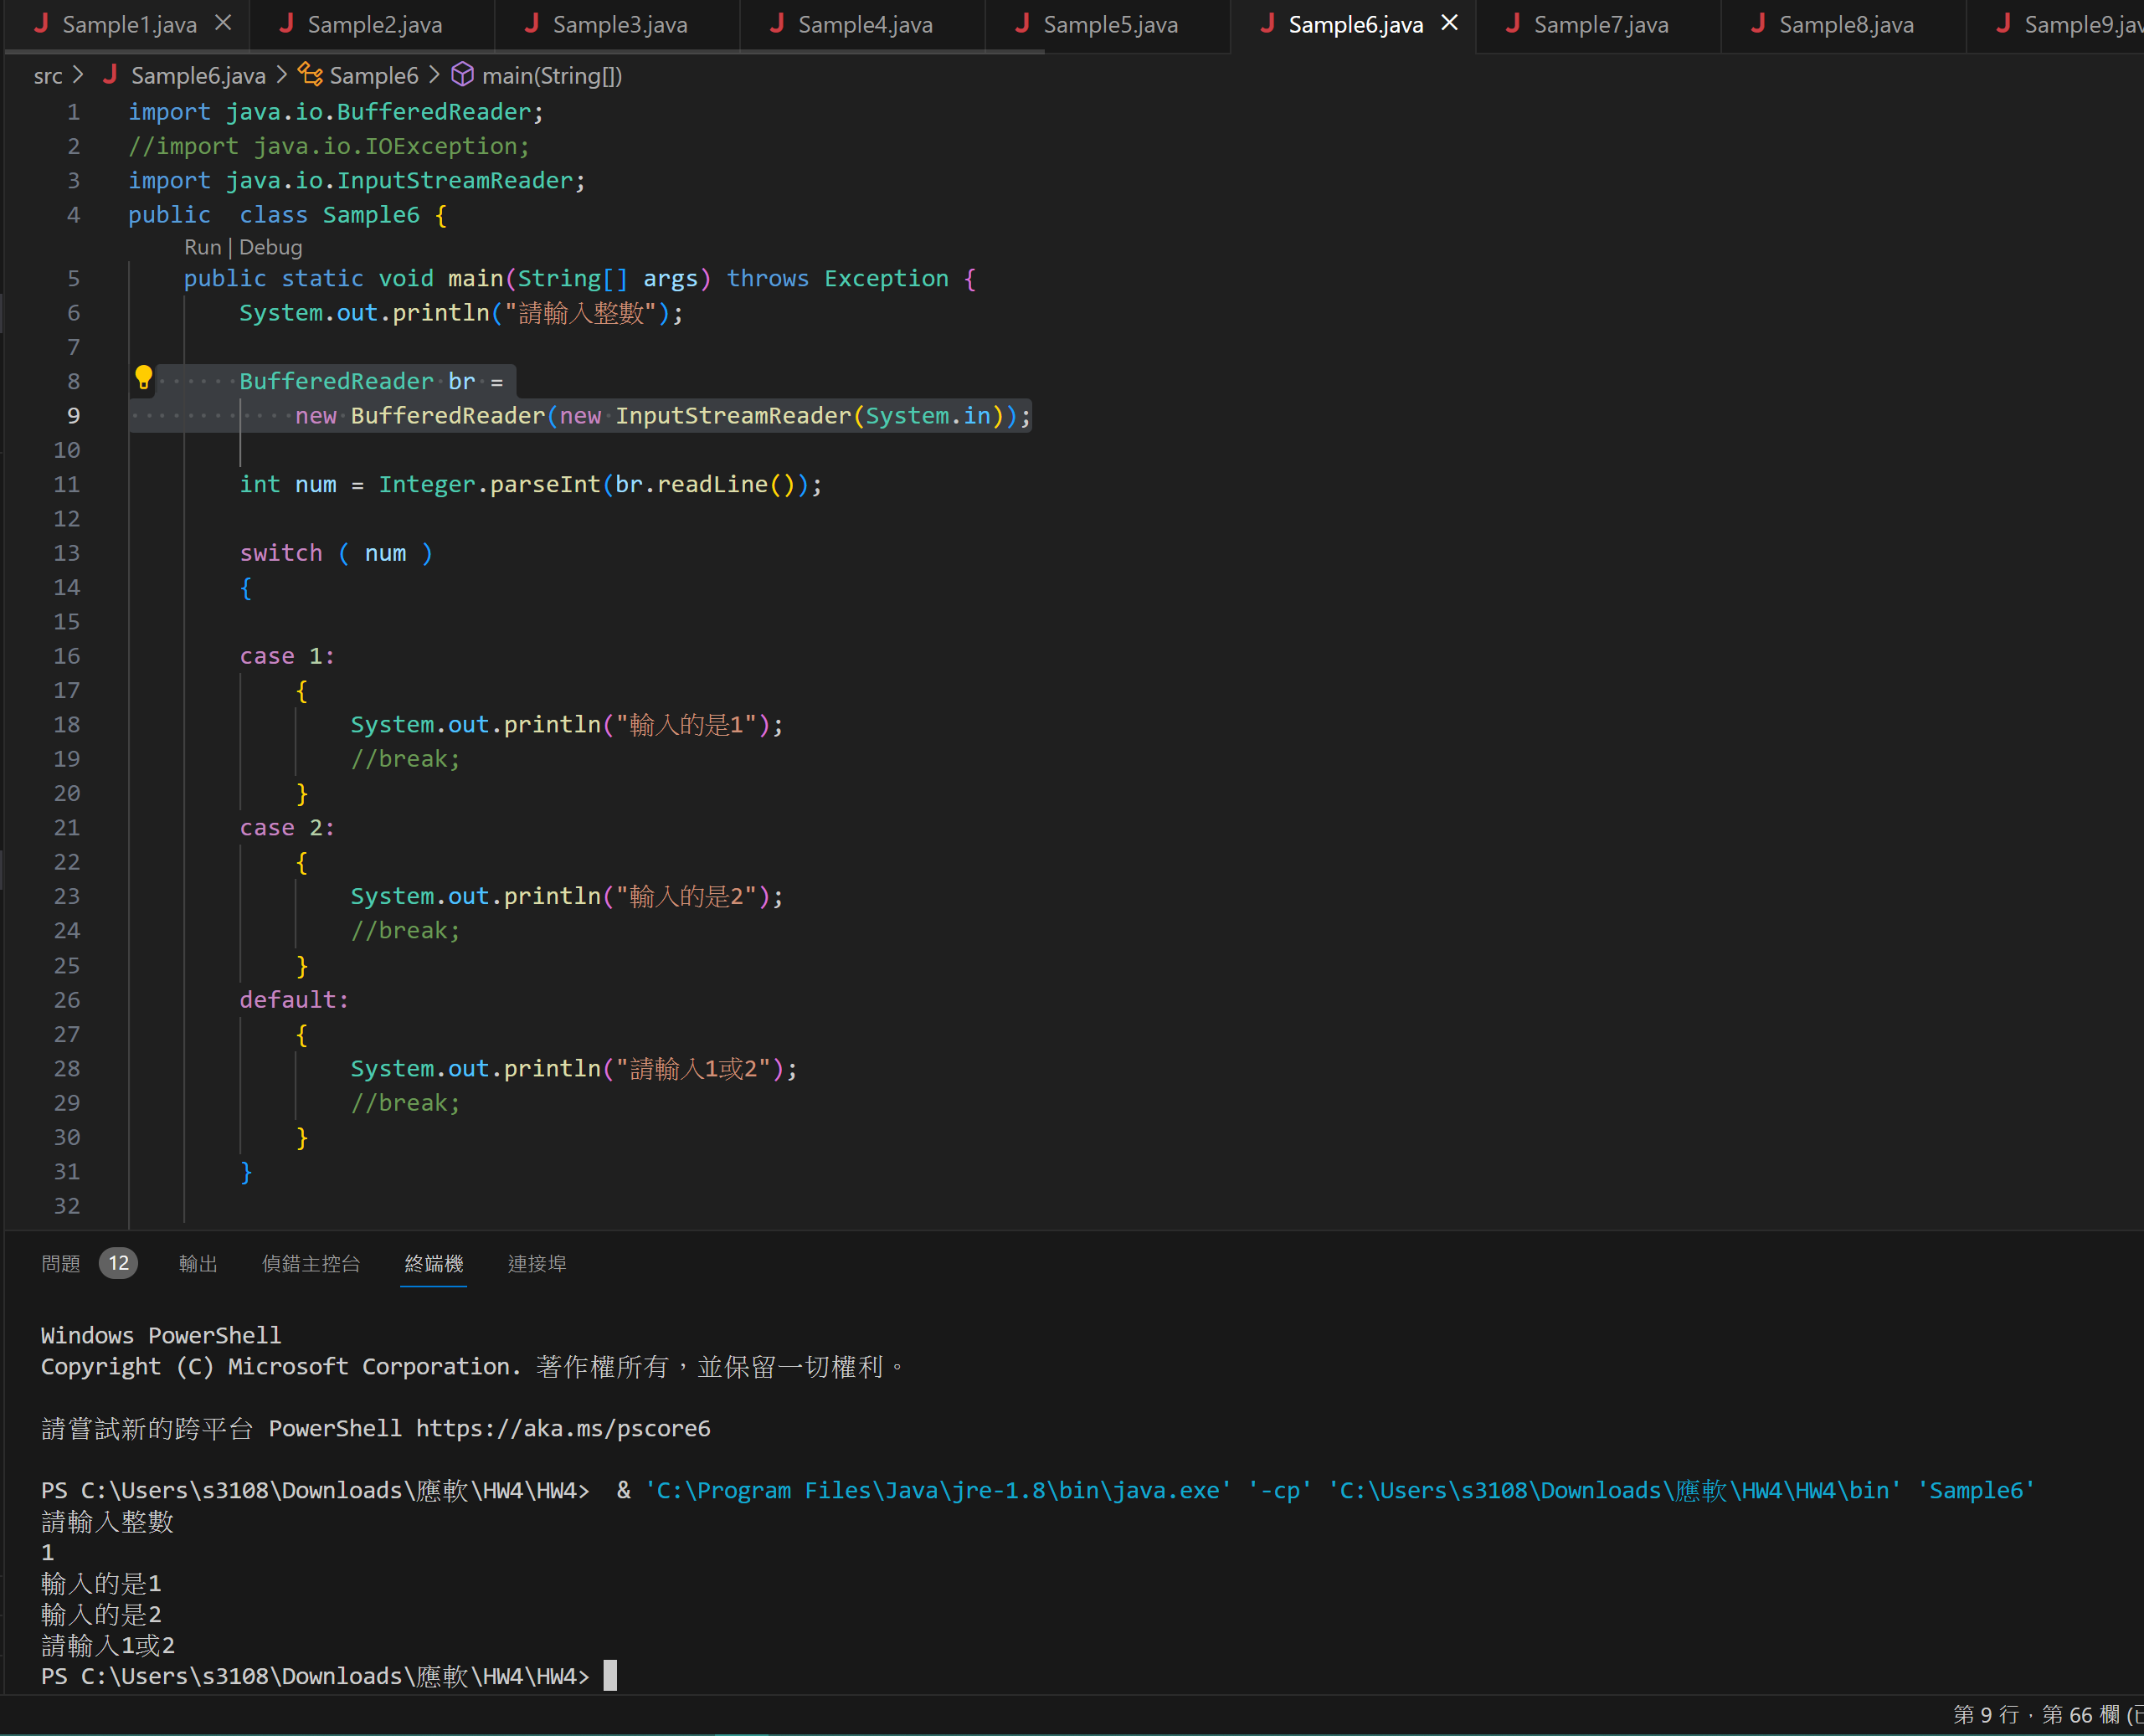 Sample1.java Sample2.java Sample3.java Sample4.java Sample5.java Sample6.java Sample7.java Sample8.java Sample9.jav
src > Sample6.java > Sample6 > main(String[])
1 import java.io.BufferedReader;
2 //import java.io.IOException;
3 import java.io.InputStreamReader;
4 public  class Sample6 {
Run | Debug
5 public static void main(String[] args) throws Exception {
6 System.out.println("請輸入整數");
7
8 BufferedReader br =
9 new BufferedReader(new InputStreamReader(System.in));
10
11 int num = Integer.parseInt(br.readLine());
12
13 switch ( num )
14 {
15
16 case 1:
17 {
18 System.out.println("輸入的是1");
19 //break;
20 }
21 case 2:
22 {
23 System.out.println("輸入的是2");
24 //break;
25 }
26 default:
27 {
28 System.out.println("請輸入1或2");
29 //break;
30 }
31 }
32
問題 12 輸出 偵錯主控台 終端機 連接埠
Windows PowerShell
Copyright (C) Microsoft Corporation. 著作權所有，並保留一切權利。
請嘗試新的跨平台 PowerShell https://aka.ms/pscore6
PS C:\Users\s3108\Downloads\應軟\HW4\HW4>  & 'C:\Program Files\Java\jre-1.8\bin\java.exe' '-cp' 'C:\Users\s3108\Downloads\應軟\HW4\HW4\bin' 'Sample6'
請輸入整數
1
輸入的是1
輸入的是2
請輸入1或2
PS C:\Users\s3108\Downloads\應軟\HW4\HW4>
第 9 行，第 66 欄 (已